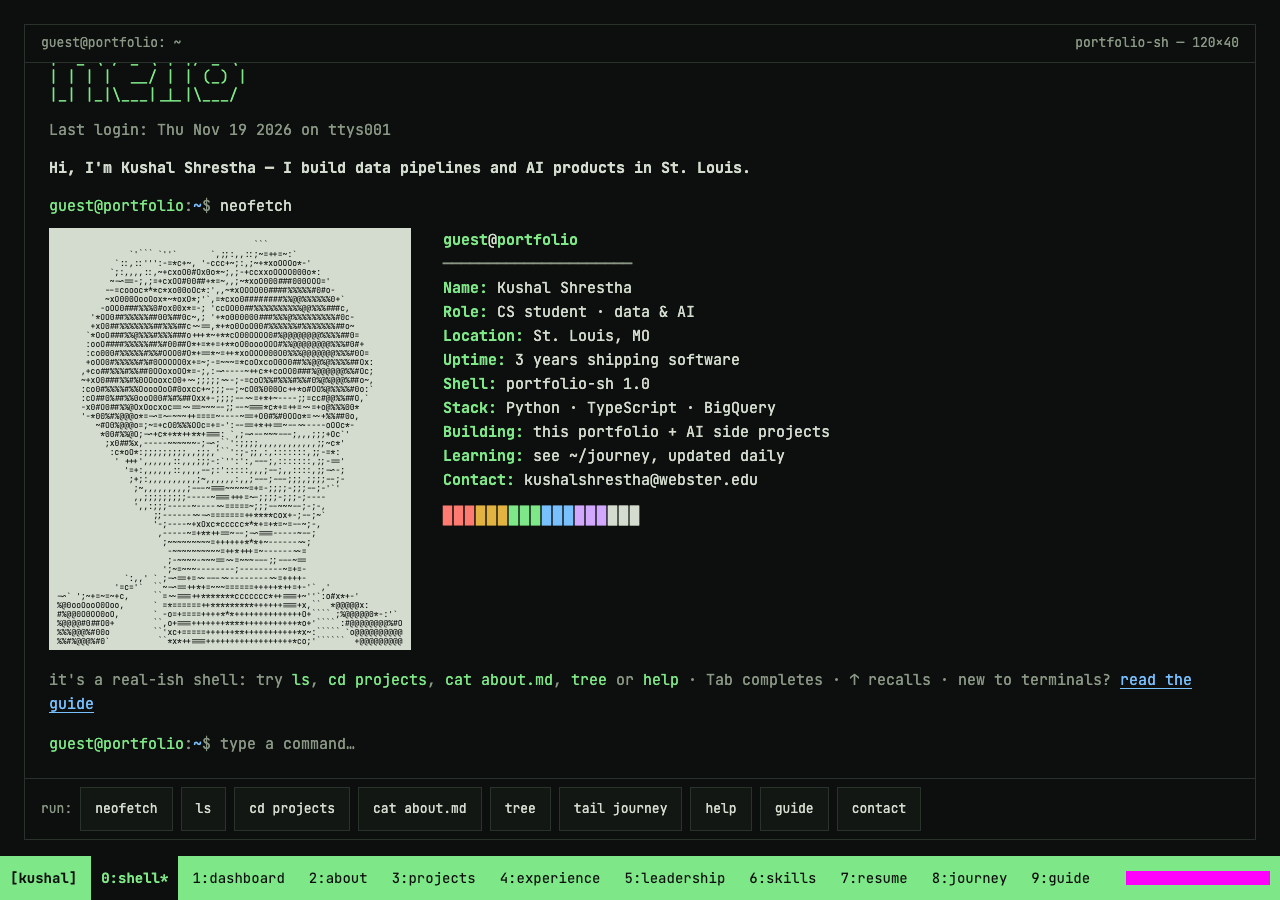 guest@portfolio: ~
portfolio-sh — 120×40
Last login: Thu Nov 19 2026 on ttys001
Hi, I'm Kushal Shrestha — I build data pipelines and AI products in St. Louis.
guest@portfolio:~$ neofetch
guest@portfolio
Name: Kushal Shrestha
Role: CS student · data & AI
Location: St. Louis, MO
Uptime: 3 years shipping software
Shell: portfolio-sh 1.0
Stack: Python · TypeScript · BigQuery
Building: this portfolio + AI side projects
Learning: see ~/journey, updated daily
Contact: kushalshrestha@webster.edu
it's a real-ish shell: try ls, cd projects, cat about.md, tree or help · Tab completes · ↑ recalls · new to terminals? read the
guide
guest@portfolio:~$ type a command…
run: neofetch ls cd projects cat about.md tree tail journey help guide contact
[kushal] 0:shell* 1:dashboard 2:about 3:projects 4:experience 5:leadership 6:skills 7:resume 8:journey 9:guide